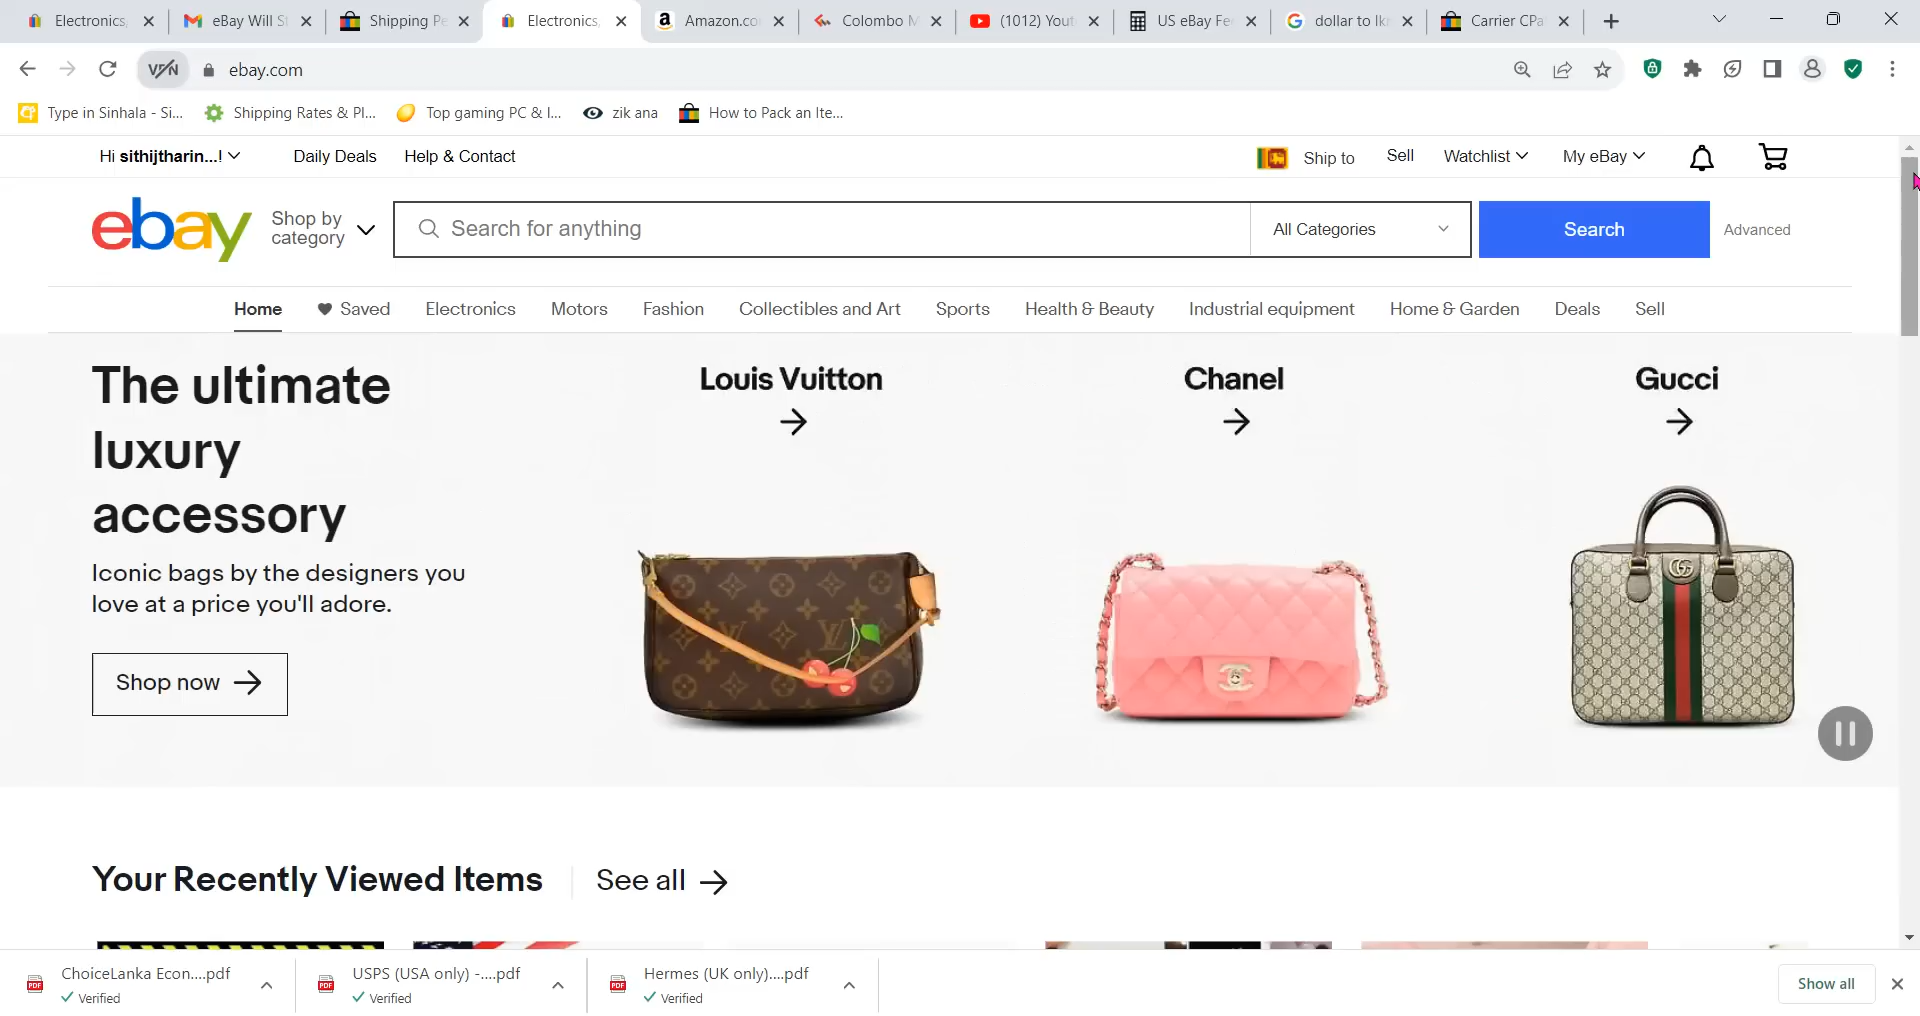 Electronics,
eBay Will S
Shipping Pe
Electronics,
Amazon.co
Colombo M
(1012) Yout
US eBay Fe
dollar to lk
Carrier CPa
VPN
ebay.com
Type in Sinhala - Si...
Shipping Rates & Pl...
Top gaming PC & I...
zik ana
How to Pack an Ite...
Hi sithijtharin...!
Daily Deals
Help & Contact
Ship to
Sell
Watchlist
My eBay
ebay
Shop by
category
Search for anything
All Categories
Search
Advanced
Home
Saved
Electronics
Motors
Fashion
Collectibles and Art
Sports
Health & Beauty
Industrial equipment
Home & Garden
Deals
Sell
The ultimate
luxury
accessory
Iconic bags by the designers you
love at a price you'll adore.
Shop now
Louis Vuitton
Chanel
Gucci
Your Recently Viewed Items
See all
ChoiceLanka Econ....pdf
Verified
USPS (USA only) -....pdf
Verified
Hermes (UK only)....pdf
Verified
Show all